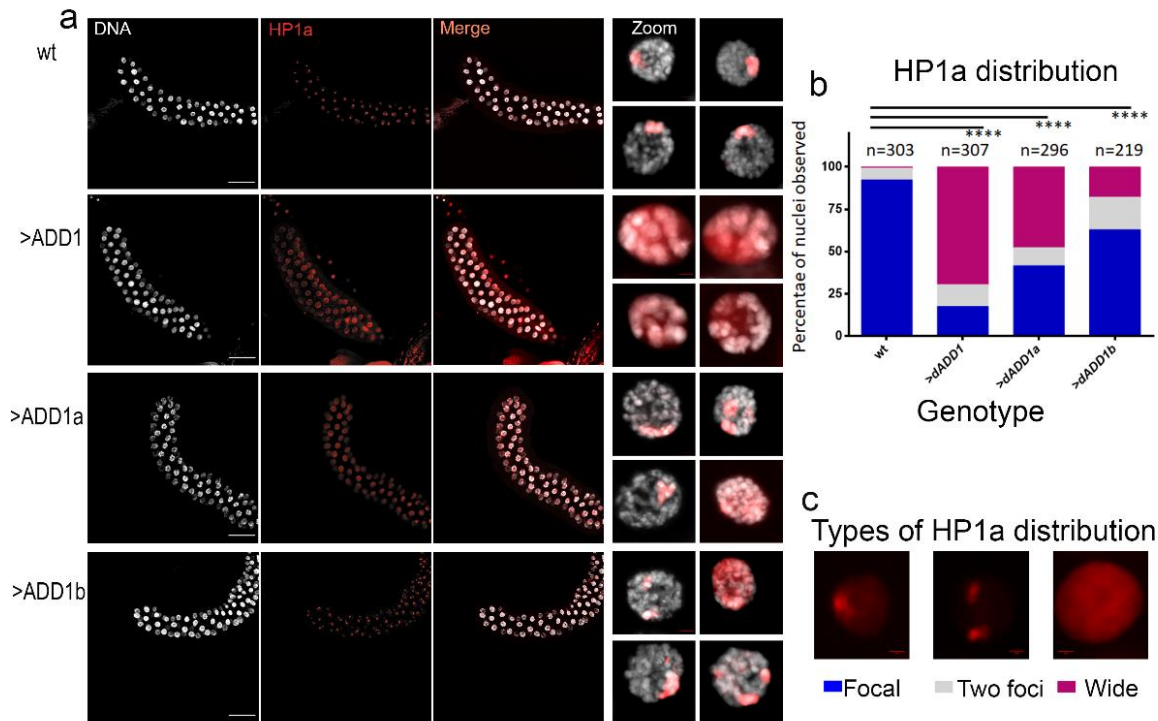 a
DNA
HP1a
Merge
Zoom
wt
>ADD1
>ADD1a
>ADD1b
b
HP1a distribution
**** **** ****
n=303 n=307 n=296 n=219
Percentae of nuclei observed
100
75
50
25
0
wt
>dADD1
>dADD1a
>dADD1b
Genotype
c
Types of HP1a distribution
Focal
Two foci
Wide